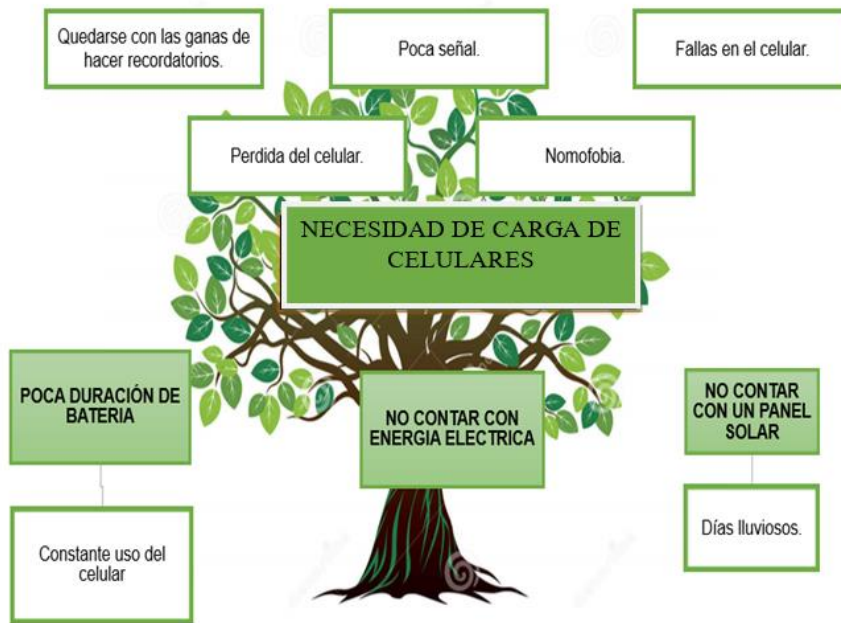 Quedarse con las ganas de
hacer recordatorios.
Poca señal.
Fallas en el celular.
Perdida del celular.
Nomofobia.
NECESIDAD DE CARGA DE
CELULARES
POCA DURACIÓN DE
BATERIA
NO CONTAR CON
ENERGIA ELECTRICA
NO CONTAR
CON UN PANEL
SOLAR
Constante uso del
celular
Días lluviosos.